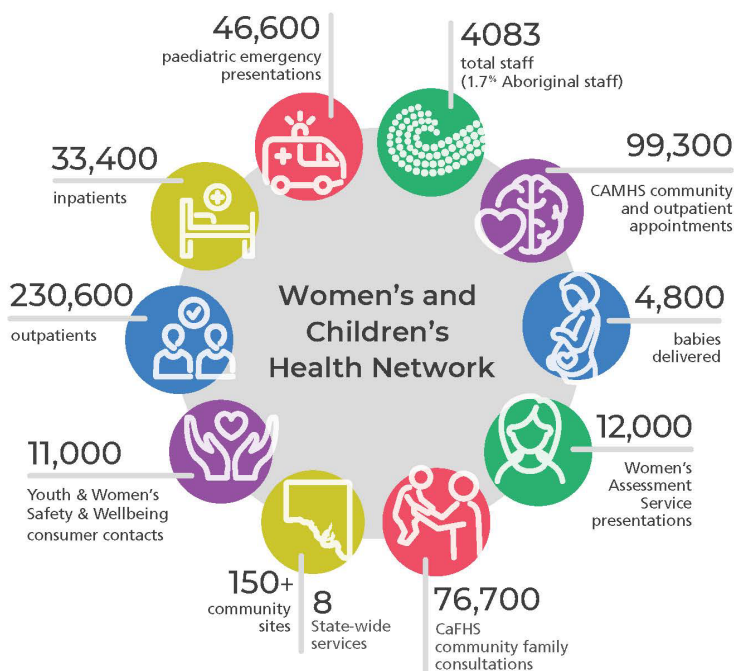 46,600
paediatric emergency
presentations
4083
total staff
(1.7% Aboriginal staff)
33,400
inpatients
99,300
CAMHS community
and outpatient
appointments
230,600
outpatients
Women's and
Children's
Health Network
4,800
babies
delivered
11,000
Youth & Women's
Safety & Wellbeing
consumer contacts
12,000
Women's
Assessment
Service
presentations
150+
community
sites
8
State-wide
services
76,700
CaFHS
community family
consultations